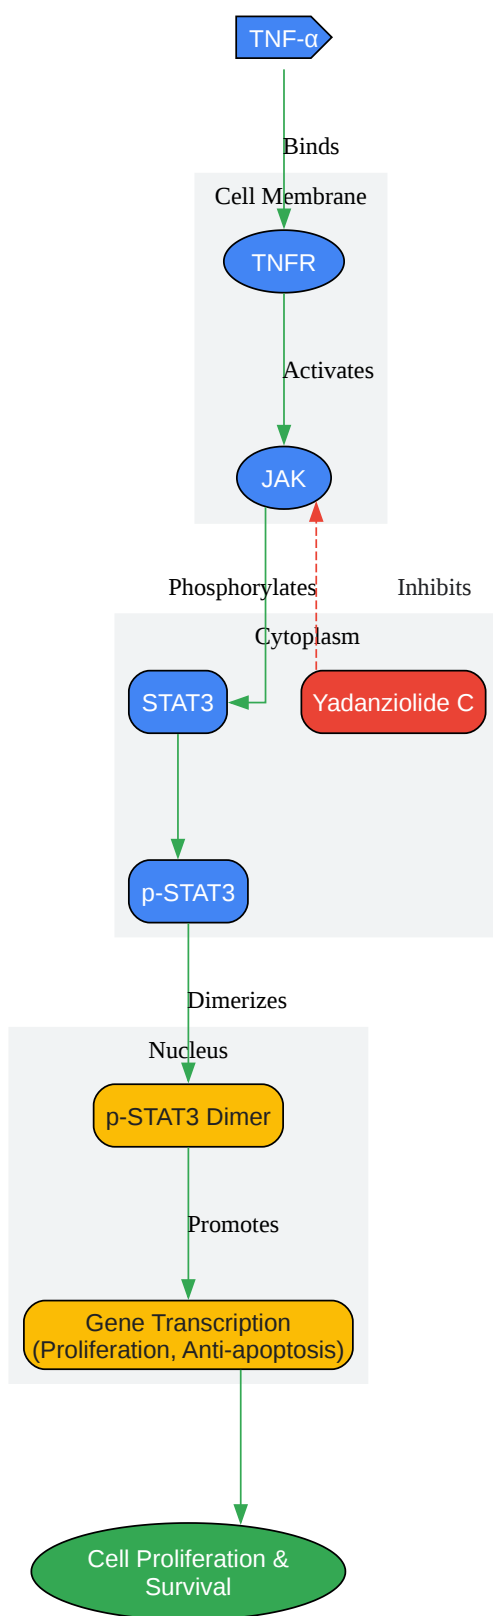 TNF-α
Binds
Cell Membrane
TNFR
Activates
JAK
Phosphorylates
Inhibits
Cytoplasm
STAT3
Yadanziolide C
p-STAT3
Dimerizes
Nucleus
p-STAT3 Dimer
Promotes
Gene Transcription
(Proliferation, Anti-apoptosis)
Cell Proliferation &
Survival